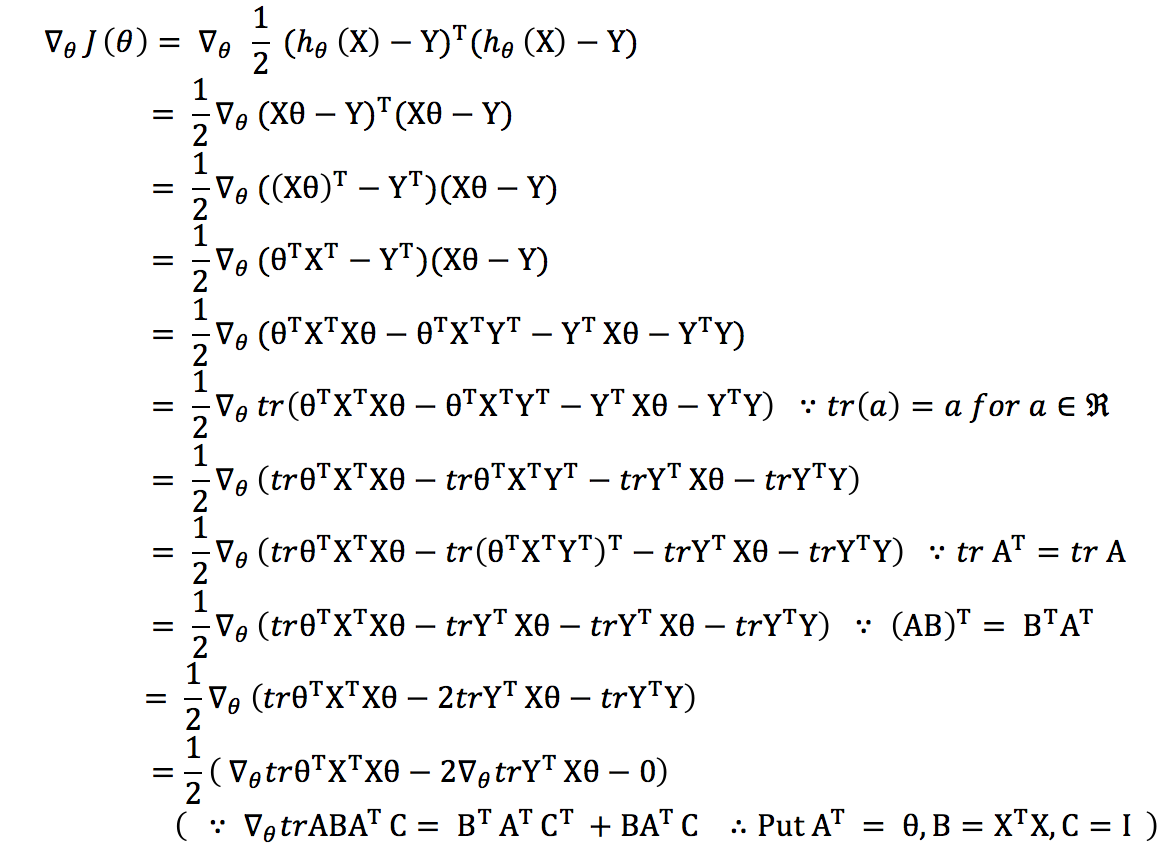 ∇θ J(θ) = ∇θ 1/2 (hθ (X) − Y)ᵀ(hθ (X) − Y)
= 1/2 ∇θ (Xθ − Y)ᵀ(Xθ − Y)
= 1/2 ∇θ ((Xθ)ᵀ − Yᵀ)(Xθ − Y)
= 1/2 ∇θ (θᵀXᵀ − Yᵀ)(Xθ − Y)
= 1/2 ∇θ (θᵀXᵀXθ − θᵀXᵀYᵀ − Yᵀ Xθ − YᵀY)
= 1/2 ∇θ tr(θᵀXᵀXθ − θᵀXᵀYᵀ − Yᵀ Xθ − YᵀY) ∵ tr(a) = a for a ∈ ℜ
= 1/2 ∇θ (trθᵀXᵀXθ − trθᵀXᵀYᵀ − trYᵀ Xθ − trYᵀY)
= 1/2 ∇θ (trθᵀXᵀXθ − tr(θᵀXᵀYᵀ)ᵀ − trYᵀ Xθ − trYᵀY) ∵ tr Aᵀ = tr A
= 1/2 ∇θ (trθᵀXᵀXθ − trYᵀ Xθ − trYᵀ Xθ − trYᵀY) ∵ (AB)ᵀ = BᵀAᵀ
= 1/2 ∇θ (trθᵀXᵀXθ − 2trYᵀ Xθ − trYᵀY)
= 1/2 ( ∇θtrθᵀXᵀXθ − 2∇θtrYᵀ Xθ − 0)
( ∵ ∇θtrABAᵀ C = Bᵀ Aᵀ Cᵀ + BAᵀ C ∴ Put Aᵀ = θ, B = XᵀX, C = I )